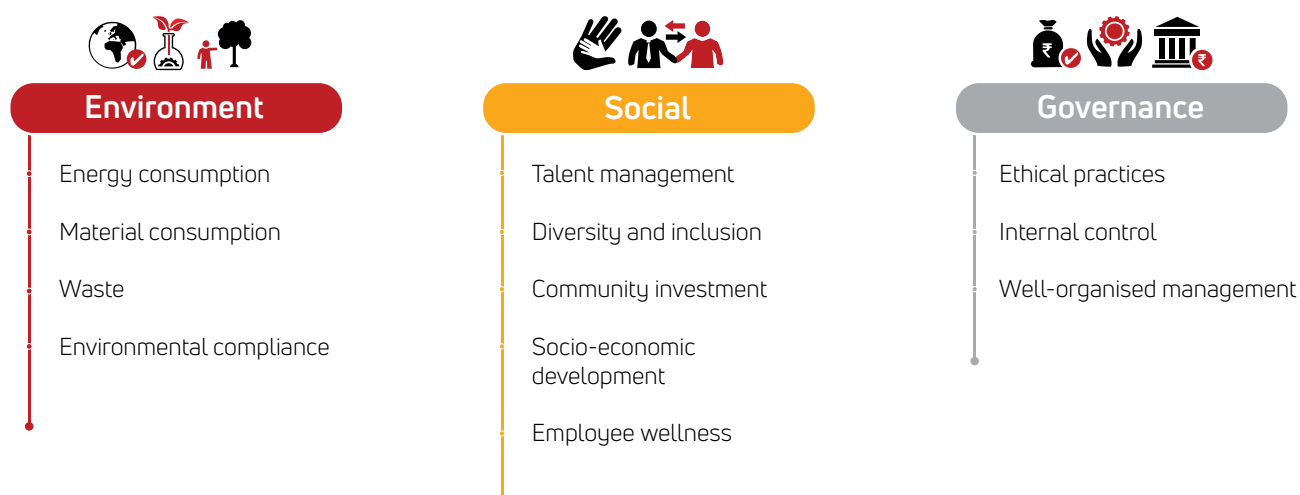 Environment
Energy consumption
Material consumption
Waste
Environmental compliance
Social
Talent management
Diversity and inclusion
Community investment
Socio-economic
development
Employee wellness
Governance
₹
₹
Ethical practices
Internal control
Well-organised management